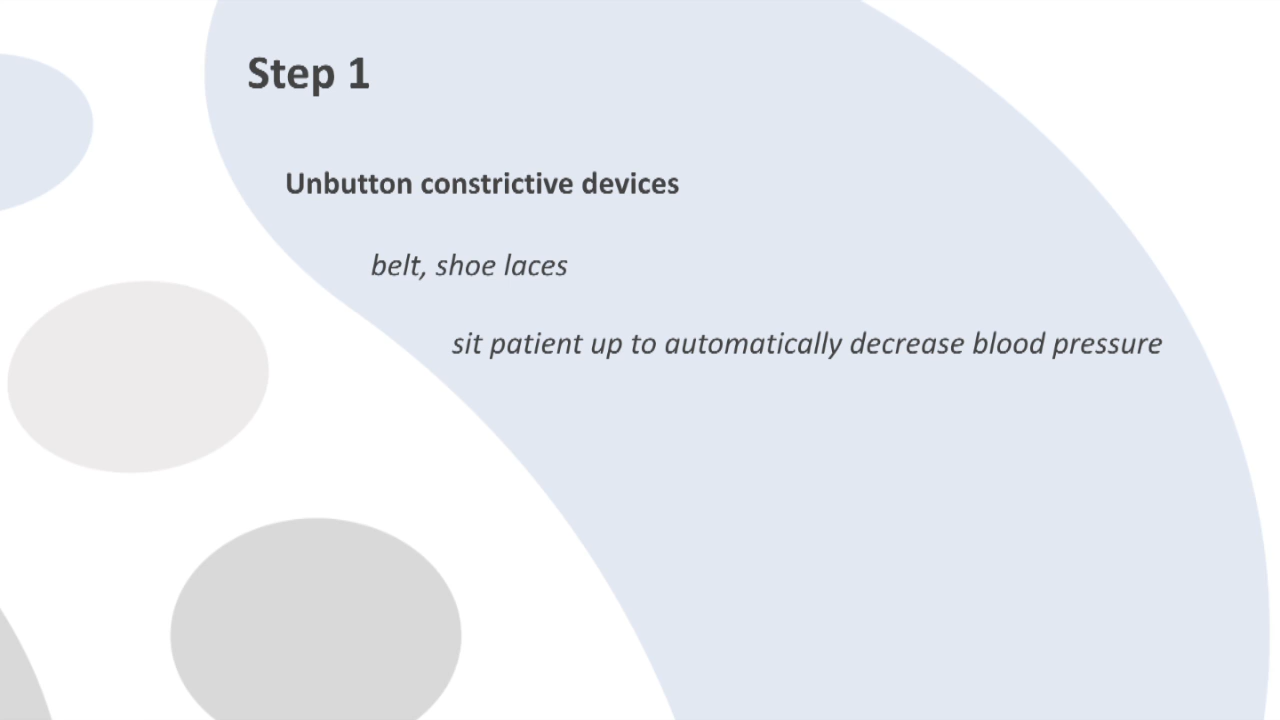 Step 1
Unbutton constrictive devices
belt, shoe laces
sit patient up to automatically decrease blood pressure